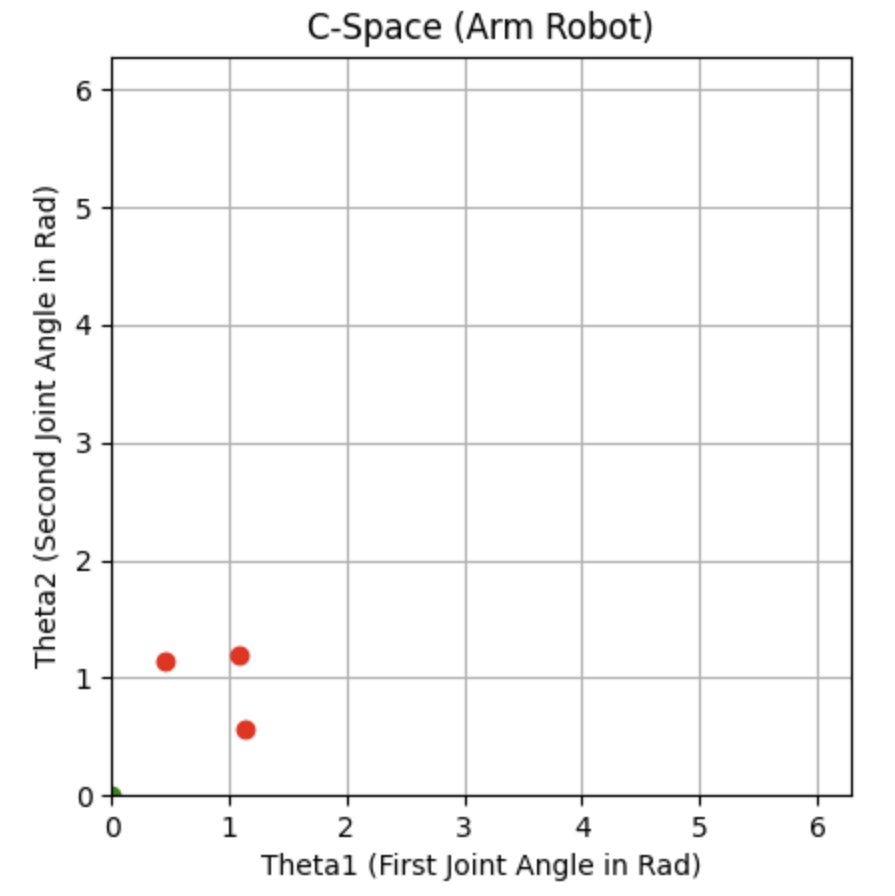 C-Space (Arm Robot)
Theta2 (Second Joint Angle in Rad)
6
5
4
3
2
1
0
0 1 2 3 4 5 6
Theta1 (First Joint Angle in Rad)